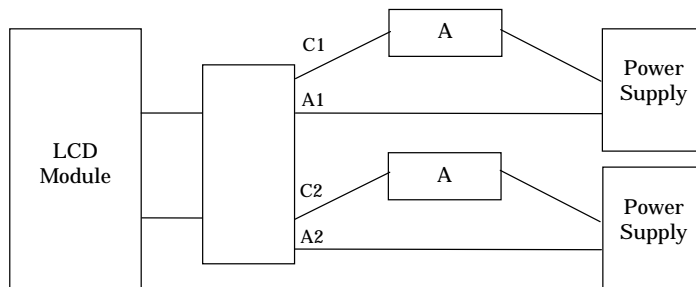 C1
A
Power
Supply
A1
LCD
Module
C2
A
Power
Supply
A2